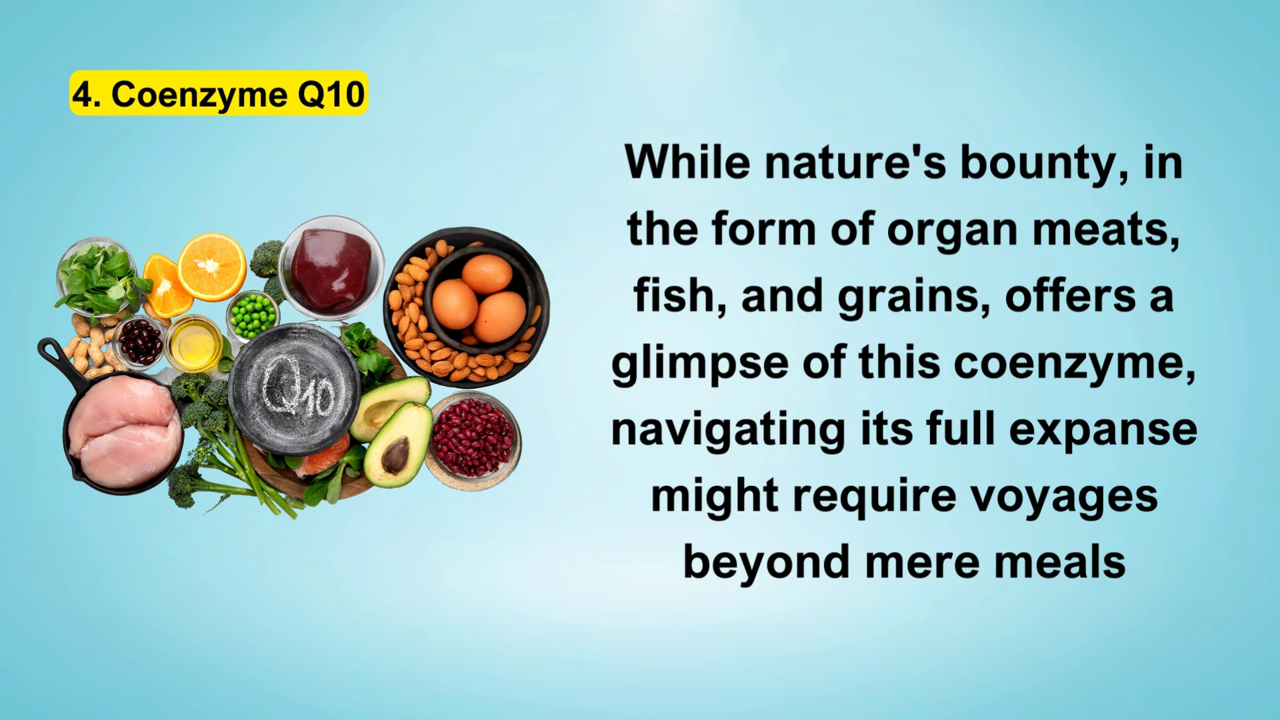 4. Coenzyme Q10
While nature's bounty, in
the form of organ meats,
fish, and grains, offers a
glimpse of this coenzyme,
navigating its full expanse
might require voyages
beyond mere meals
Q10